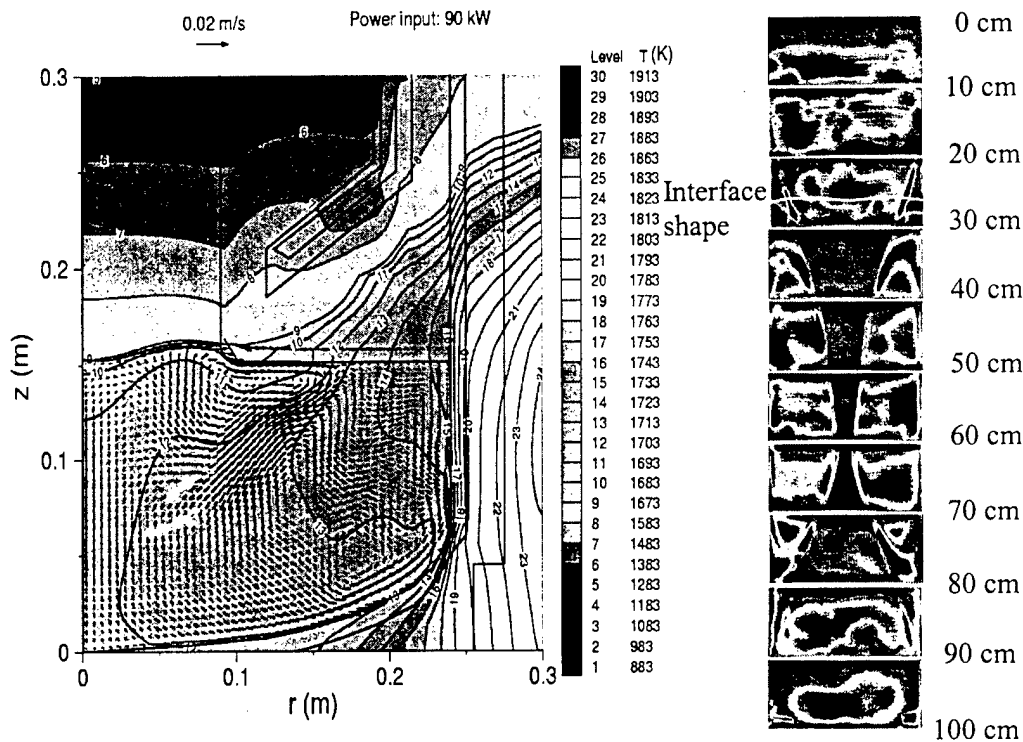 0.02 m/s
Power input: 90 kW
z (m)
0.3
0.2
0.1
0
0
0.1
0.2
0.3
r (m)
Level T (K)
30 1913
29 1903
28 1893
27 1883
26 1863
25 1833
24 1823
23 1813
22 1803
21 1793
20 1783
19 1773
18 1763
17 1753
16 1743
15 1733
14 1723
13 1713
12 1703
11 1693
10 1683
9 1673
8 1583
7 1483
6 1383
5 1283
4 1183
3 1083
2 983
1 883
Interface
shape
0 cm
10 cm
20 cm
30 cm
40 cm
50 cm
60 cm
70 cm
80 cm
90 cm
100 cm